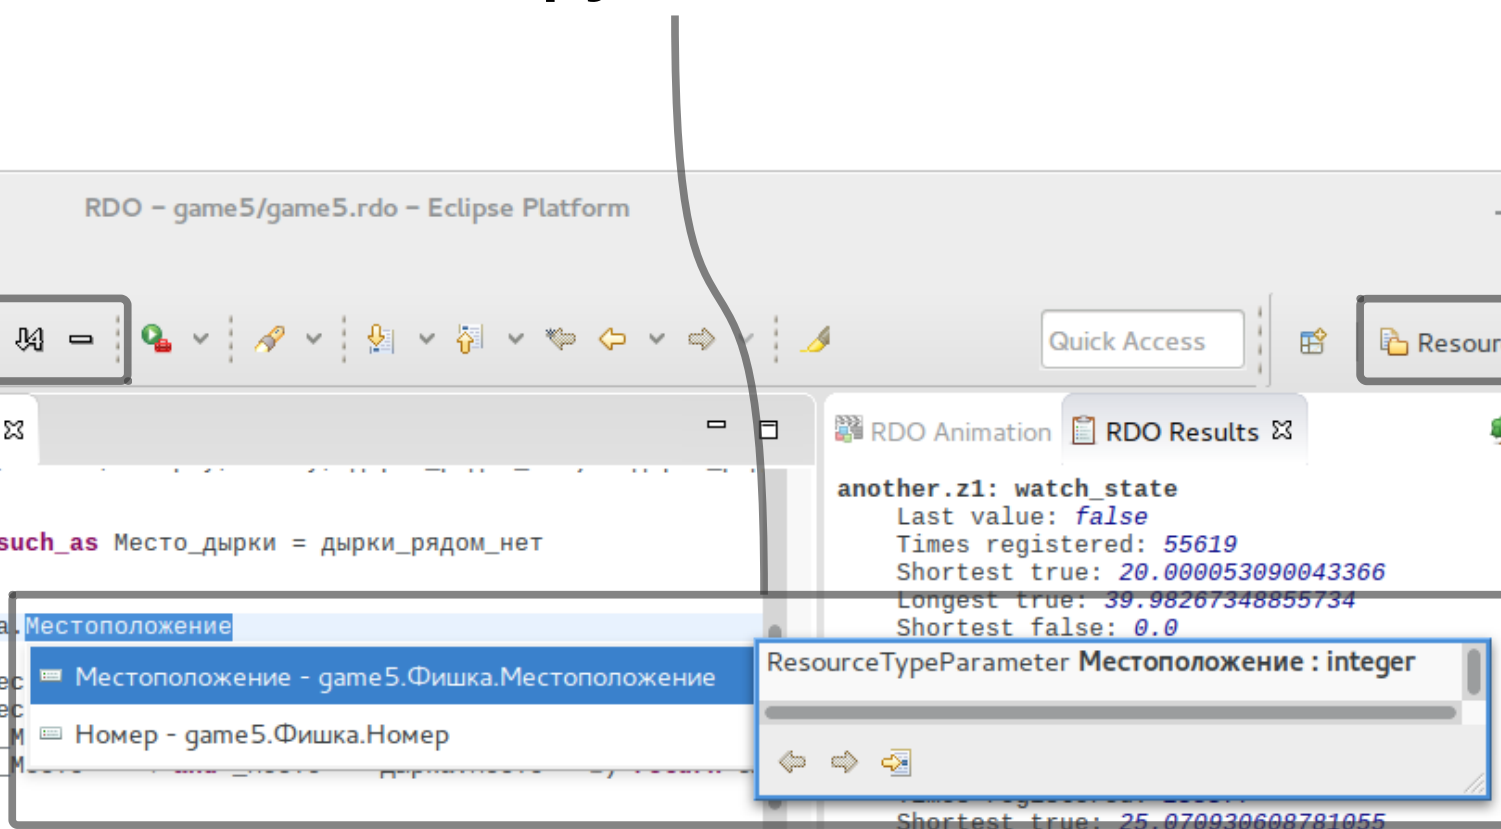 RDO – game5/game5.rdo – Eclipse Platform
Quick Access
Resour
RDO Animation
RDO Results
another.z1: watch_state
Last value: false
such_as Место_дырки = дырки_рядом_нет
Times registered: 55619
Shortest true: 20.000053090043366
Longest true: 39.98267348855734
а.Местоположение
Shortest false: 0.0
Местоположение - game5.Фишка.Местоположение
ResourceTypeParameter Местоположение : integer
Номер - game5.Фишка.Номер
Shortest true: 25.070930608781055